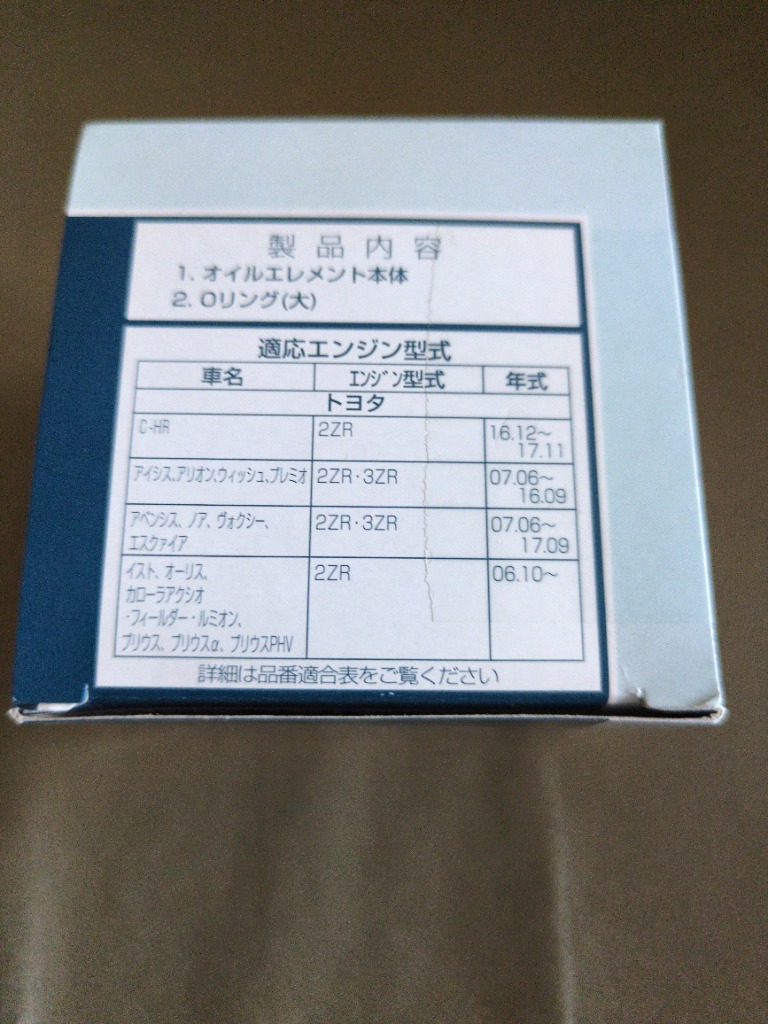 製品内容
1. オイルエレメント本体
2. Oリング(大)
適応エンジン型式
車名 エンジン型式 年式
トヨタ
C-HR 2ZR 16.12〜
17.11
アイシス、アリオン、ウィッシュ、プレミオ 2ZR・3ZR 07.06〜
16.09
アベンシス、ノア、ヴォクシー、 2ZR・3ZR 07.06〜
エスクァイア 17.09
イスト、オーリス、 2ZR 06.10〜
カローラアクシオ
・フィールダー・ルミオン、
プリウス、プリウスα、プリウスPHV
詳細は品番適合表をご覧ください